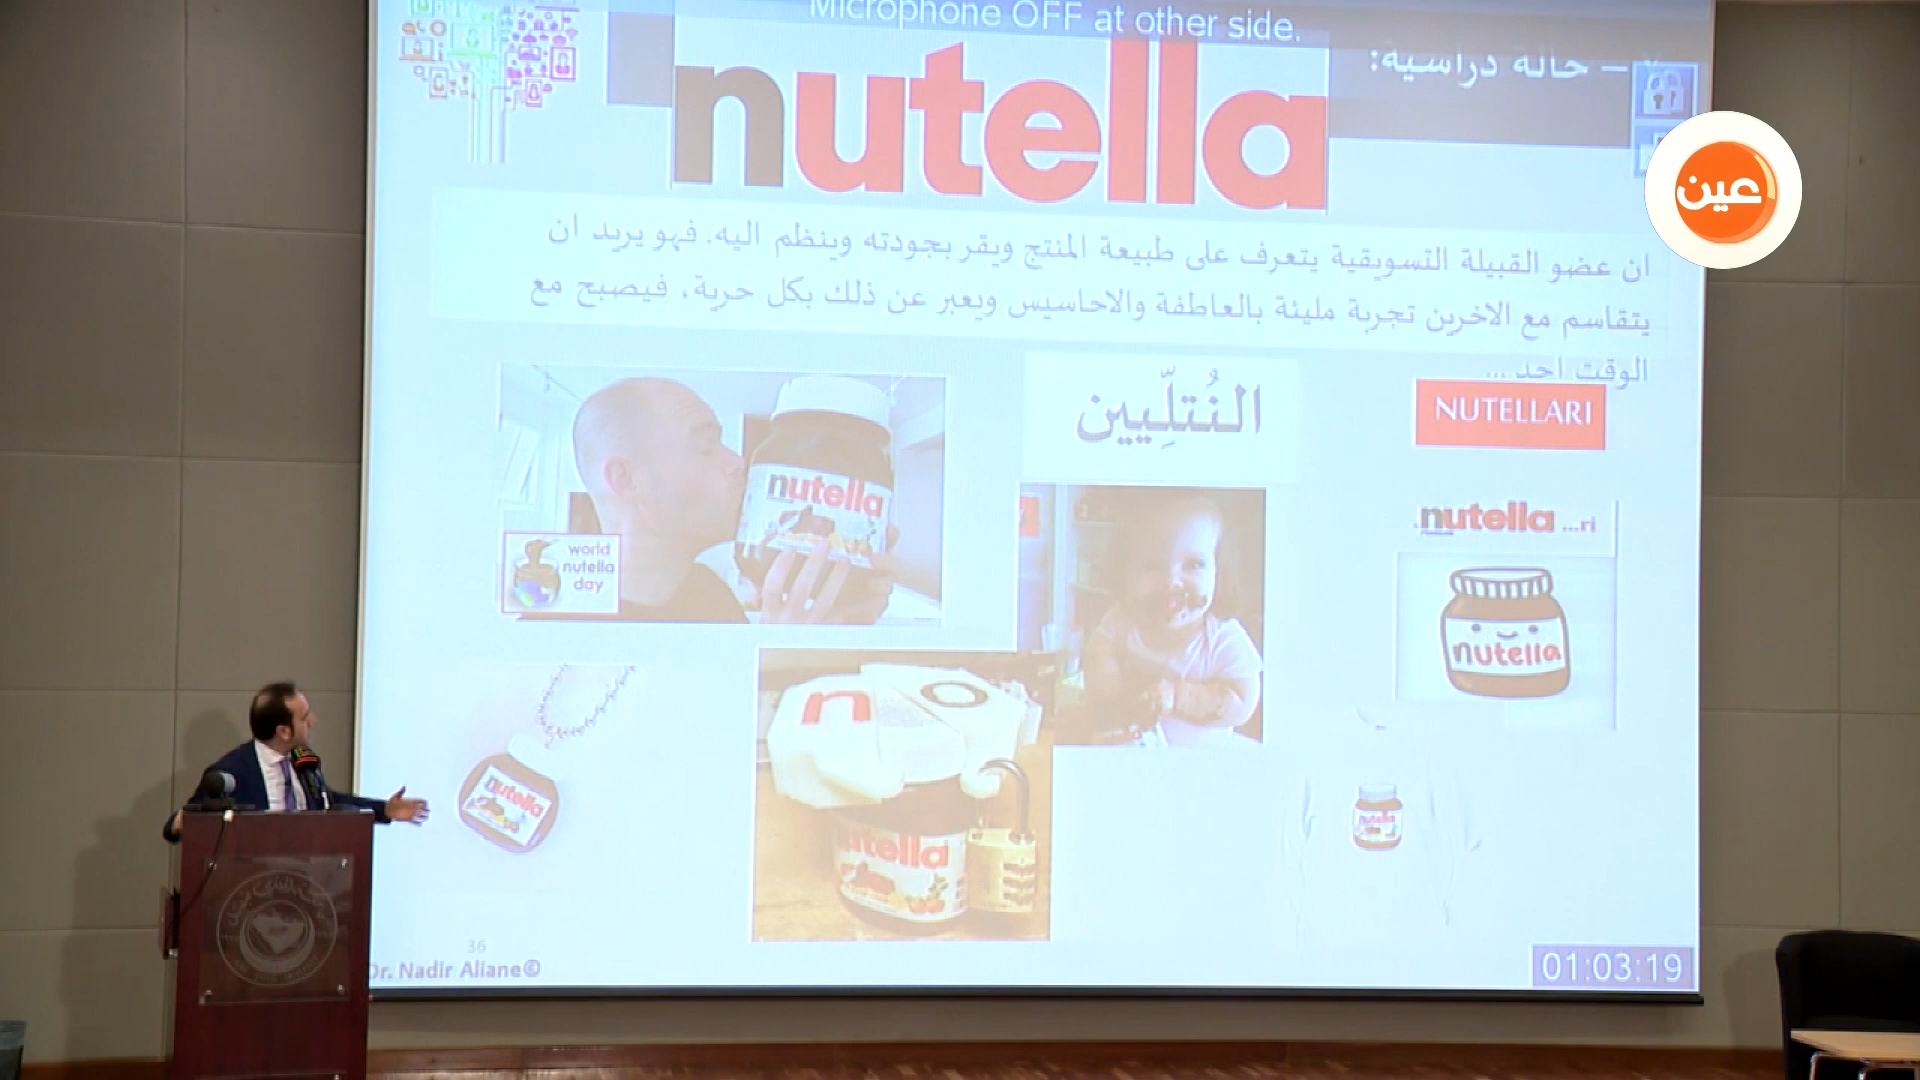 Microphone OFF at other side.
– حالة دراسية:
nutella
عين
ان عضو القبيلة التسويقية يتعرف على طبيعة المنتج ويقر بجودته وينظم اليه. فهو يريد ان
يتقاسم مع الاخرين تجربة مليئة بالعاطفة والاحاسيس ويعبر عن ذلك بكل حرية، فيصبح مع
الوقت احد ...
النُتلِّيين
NUTELLARI
nutella
world
nutella
day
nutella ...ri
nutella
n o
nutella
tella
nutella
36
Dr. Nadir Aliane©
01:03:19